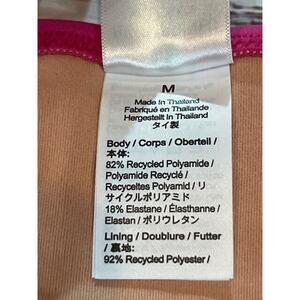 M
Made in Thailand
Fabriqué en Thaïlande
Hergestellt in Thailand
タイ製
Body / Corps / Oberteil /
本体:
82% Recycled Polyamide /
Polyamide Recyclé /
Recyceltes Polyamid / リ
サイクルポリアミド
18% Elastane / Élasthanne /
Elastan / ポリウレタン
Lining / Doublure / Futter
/ 裏地:
92% Recycled Polyester /